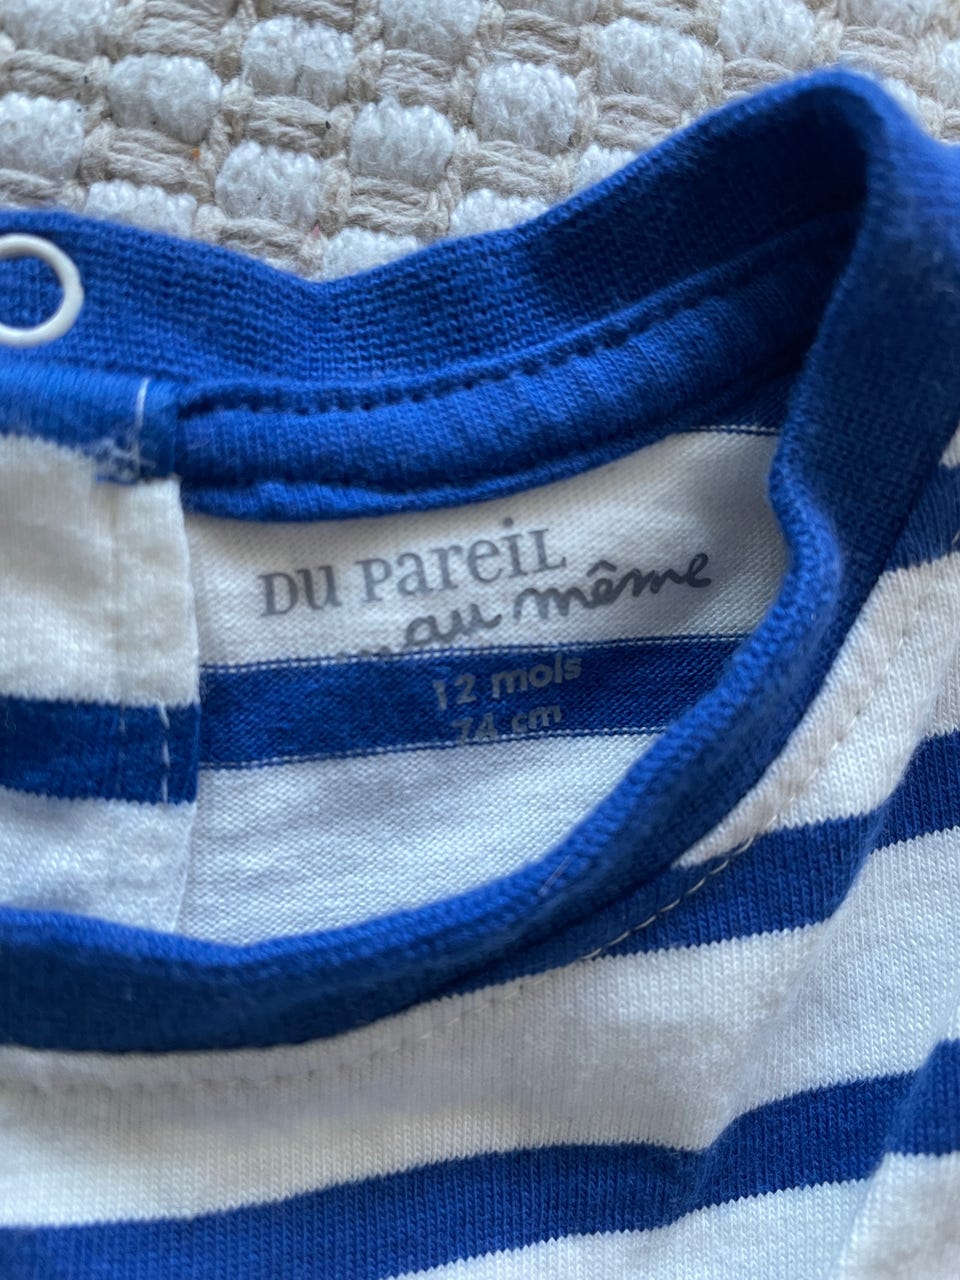 DU PareiL
... au même
12 mois
74 cm